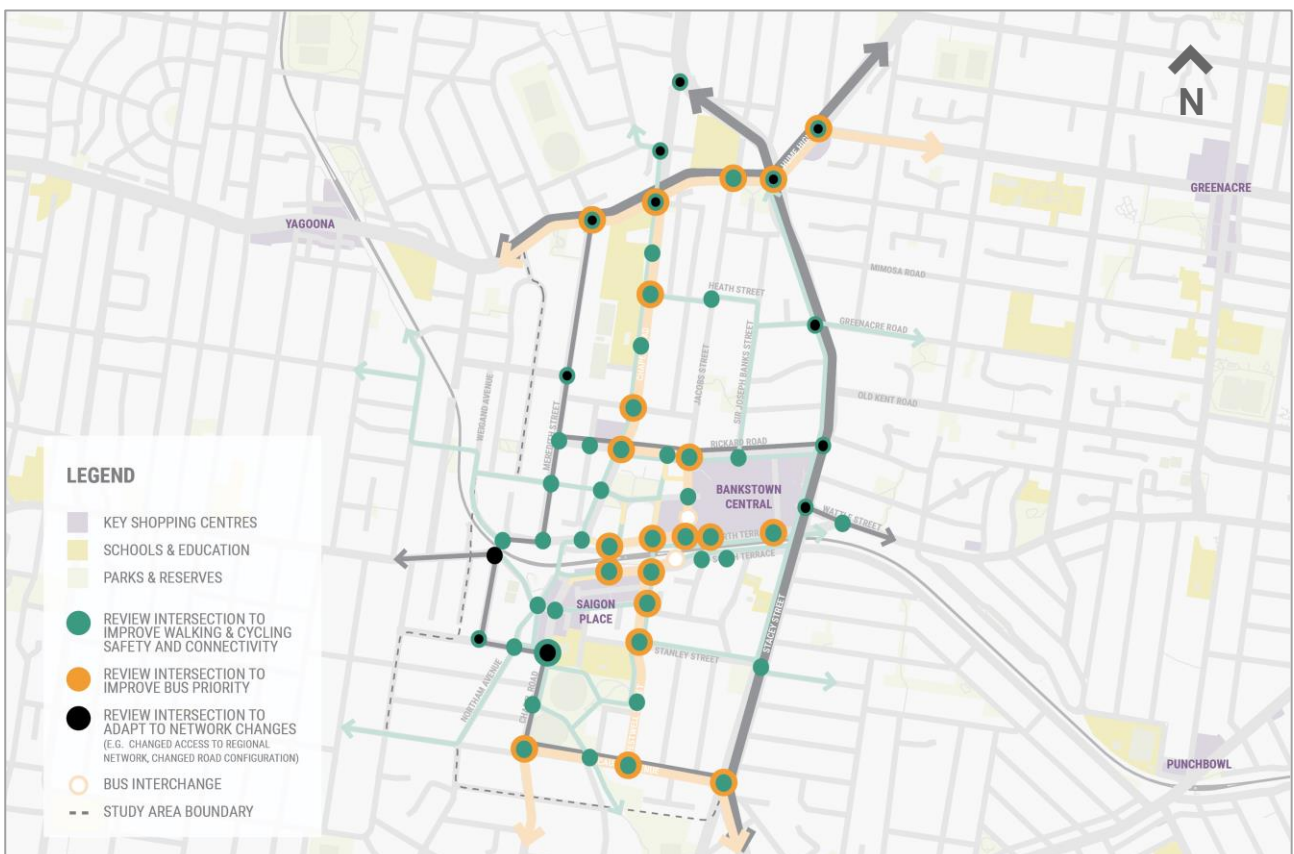 N
GREENACRE
YAGOONA
MIMOSA ROAD
HEATH STREET
GREENACRE ROAD
SIR JOSEPH BANKS STREET
JACOBS STREET
WEIGAND AVENUE
OLD KENT ROAD
MEREDITH STREET
RICKARD ROAD
BANKSTOWN
CENTRAL
WATTLE STREET
TERRACE
SAIGON
PLACE
STACEY STREET
STANLEY STREET
NORTHAM AVENUE
ROAD
PUNCHBOWL
LEGEND
KEY SHOPPING CENTRES
SCHOOLS & EDUCATION
PARKS & RESERVES
REVIEW INTERSECTION TO
IMPROVE WALKING & CYCLING
SAFETY AND CONNECTIVITY
REVIEW INTERSECTION TO
IMPROVE BUS PRIORITY
REVIEW INTERSECTION TO
ADAPT TO NETWORK CHANGES
(E.G. CHANGED ACCESS TO REGIONAL
NETWORK, CHANGED ROAD CONFIGURATION)
BUS INTERCHANGE
STUDY AREA BOUNDARY